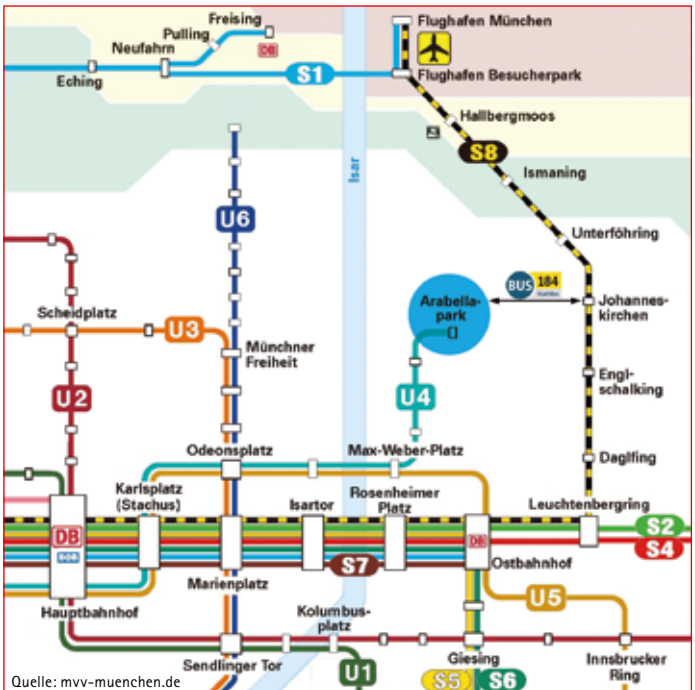 Freising
Pulling
Neufahrn
DB
Eching
S1
Flughafen München
Flughafen Besucherpark
Hallbergmoos
S8
Ismaning
Isar
U6
Unterföhring
BUS 184
Arabella-
park
Johannes-
kirchen
Scheidplatz
U3
Münchner
Freiheit
U2
U4
Engl-
schalking
Odeonsplatz
Max-Weber-Platz
Daglfing
Karlsplatz
(Stachus)
Isartor
Rosenheimer
Platz
Leuchtenbergring
DB
BOB
DB
S2
S4
S7
Ostbahnhof
Marienplatz
Hauptbahnhof
U5
Kolumbus-
platz
Sendlinger Tor
U1
Giesing
S5
S6
Innsbrucker
Ring
Quelle: mvv-muenchen.de